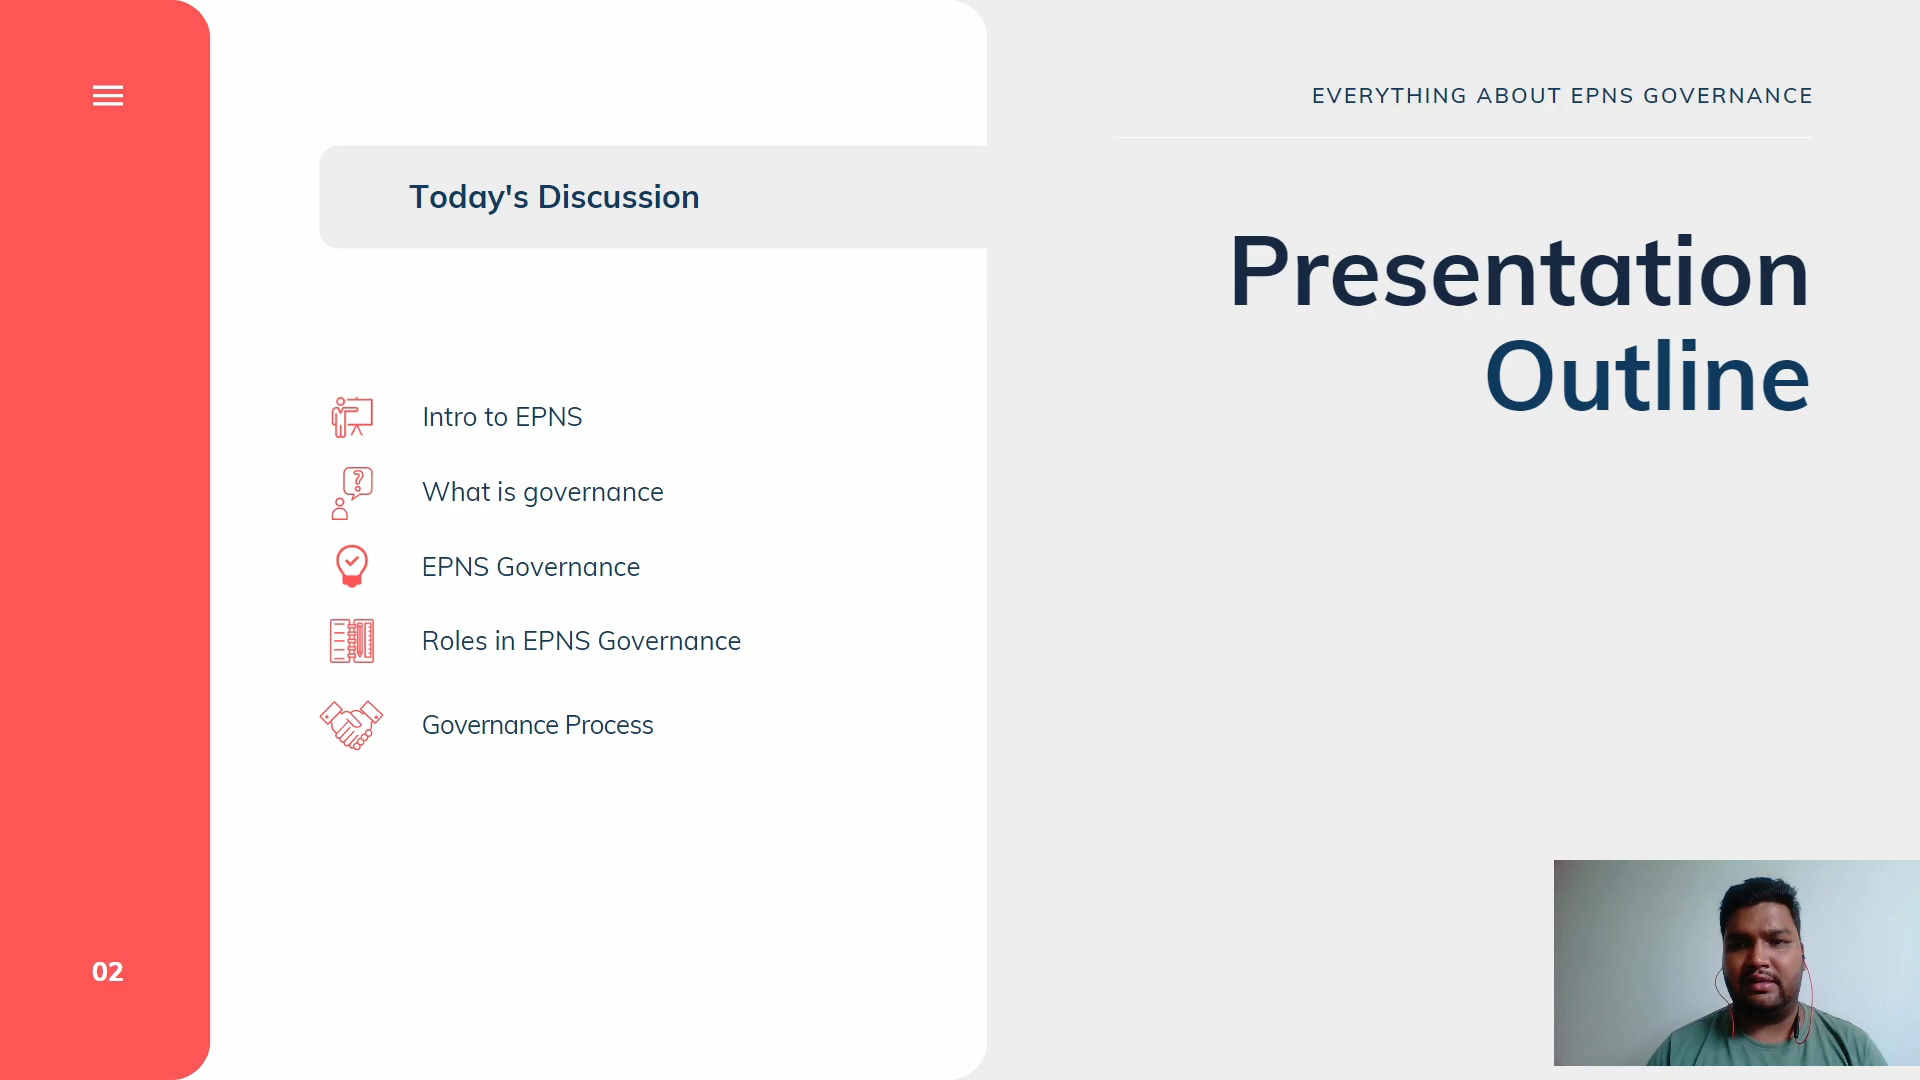 EVERYTHING ABOUT EPNS GOVERNANCE
Presentation
Outline
Today's Discussion
Intro to EPNS
What is governance
EPNS Governance
Roles in EPNS Governance
Governance Process
02